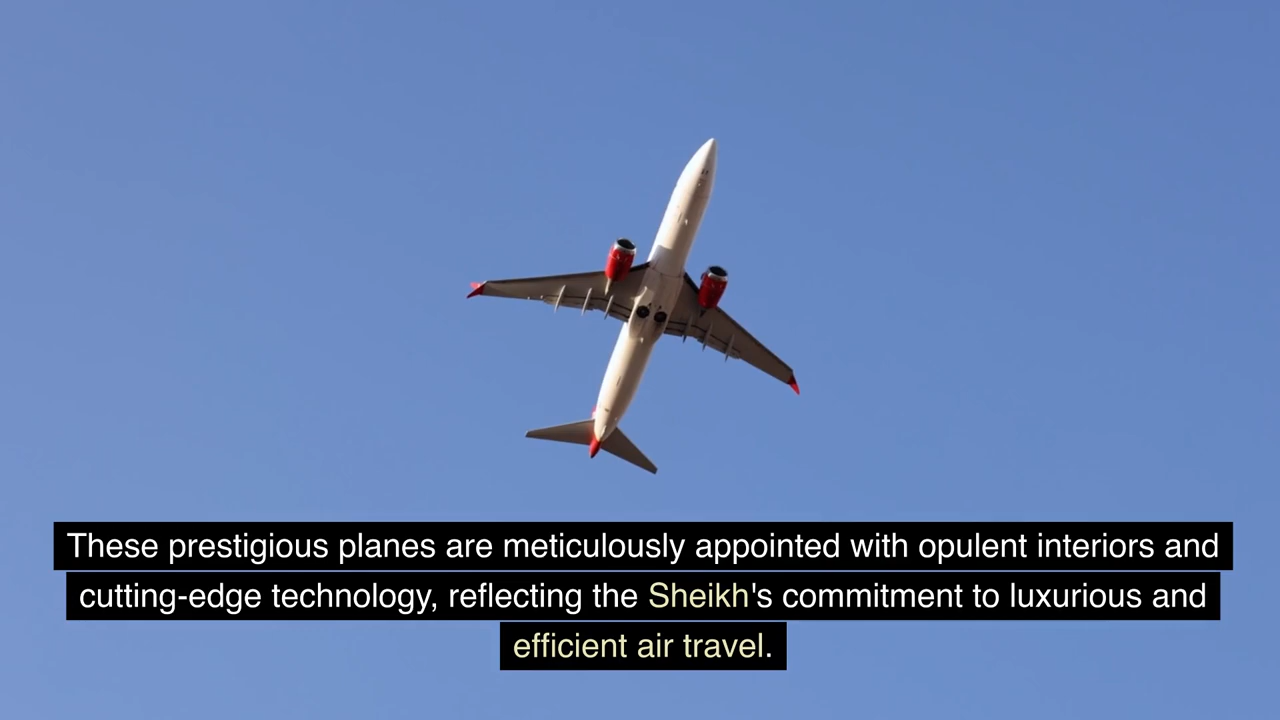 These prestigious planes are meticulously appointed with opulent interiors and
cutting-edge technology, reflecting the Sheikh's commitment to luxurious and
efficient air travel.